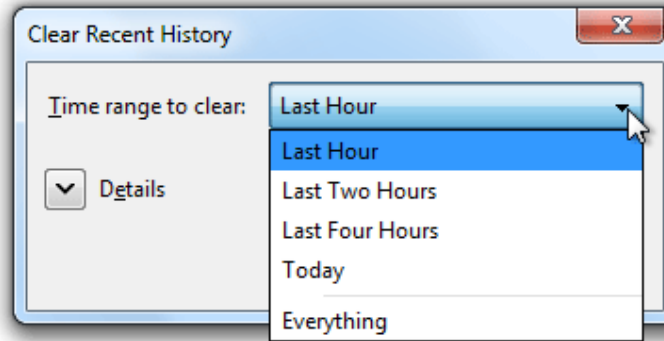 Clear Recent History
Time range to clear: Last Hour
Last Hour
Last Two Hours
Details
Last Four Hours
Today
Everything